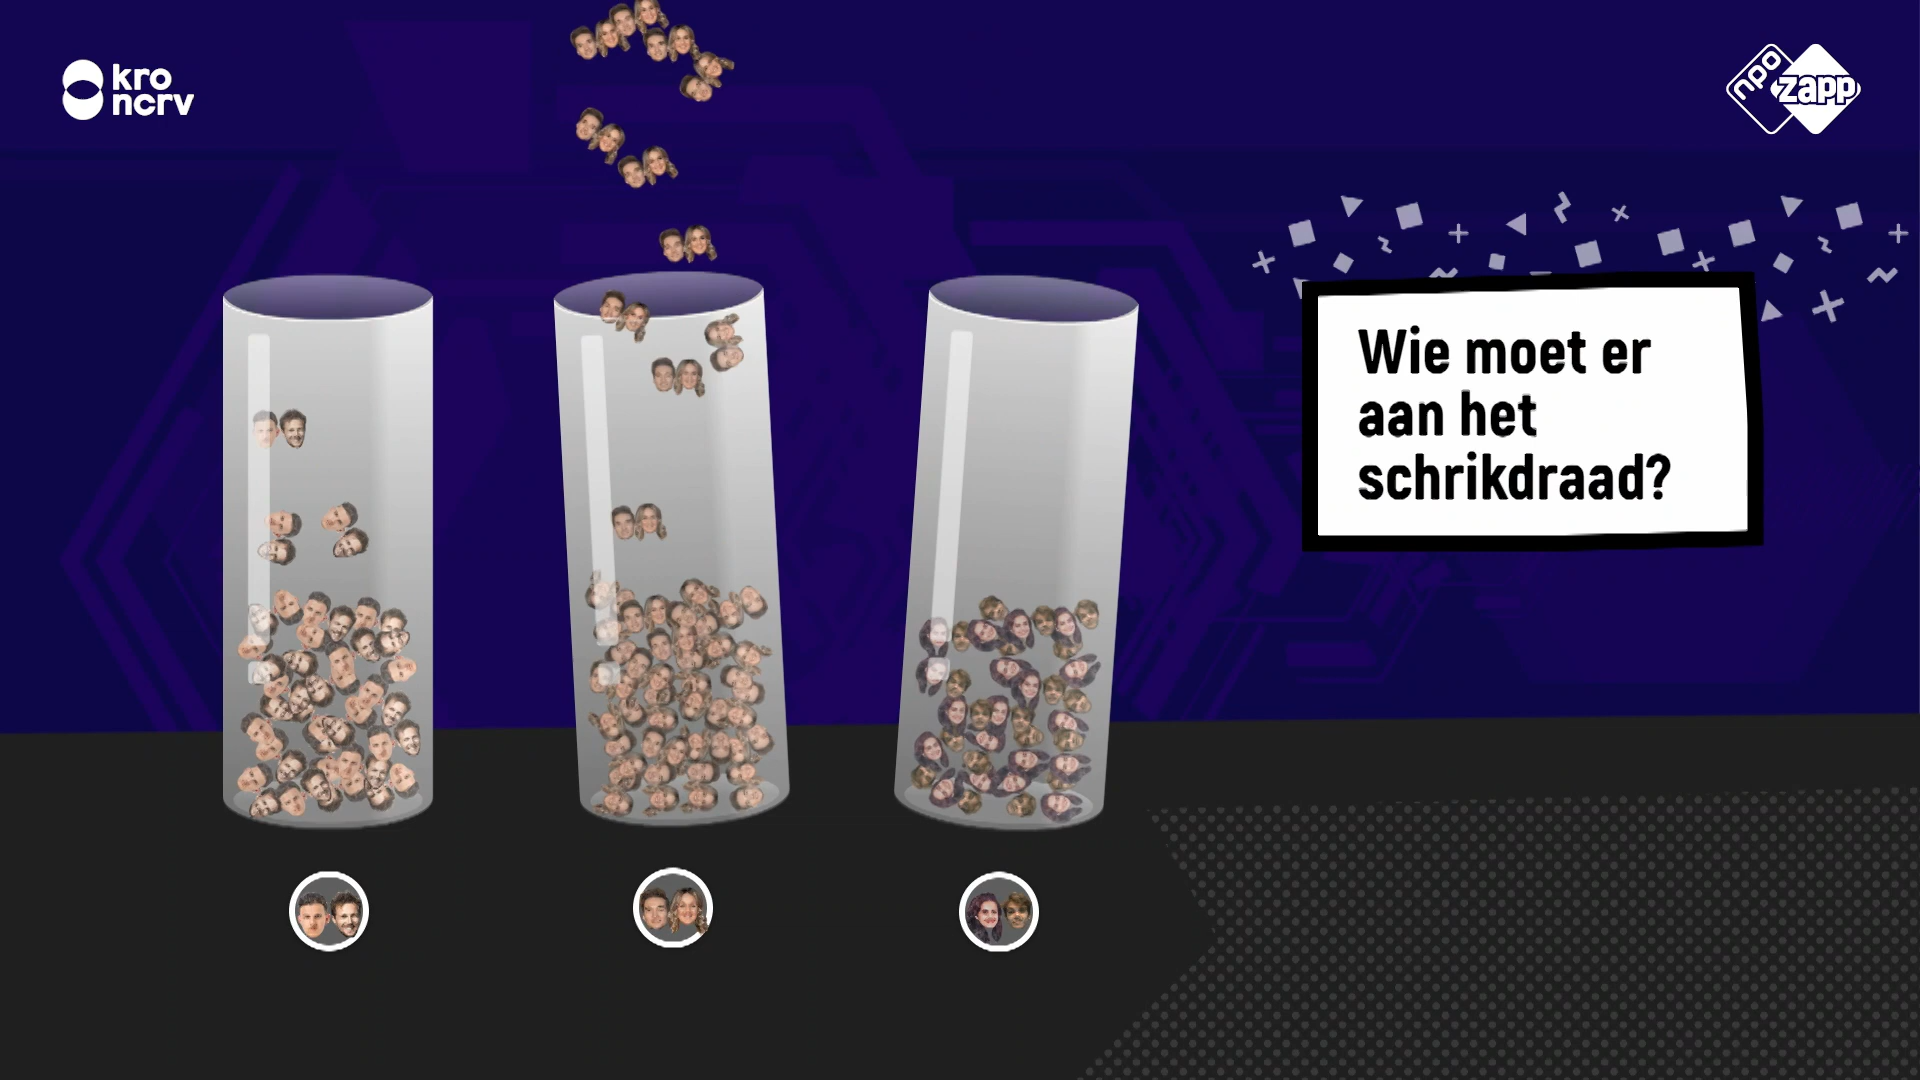 kro
ncrv
npo
zapp
Wie moet er
aan het
schrikdraad?